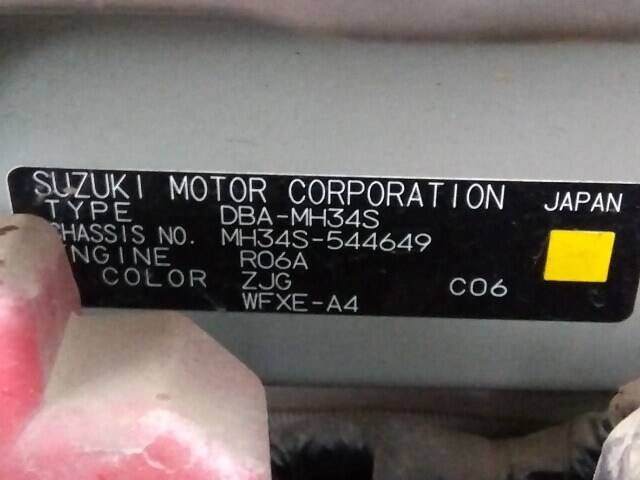 SUZUKI MOTOR CORPORATION JAPAN
TYPE DBA-MH34S
CHASSIS NO. MH34S-544649
ENGINE R06A
COLOR ZJG C06
WFXE-A4